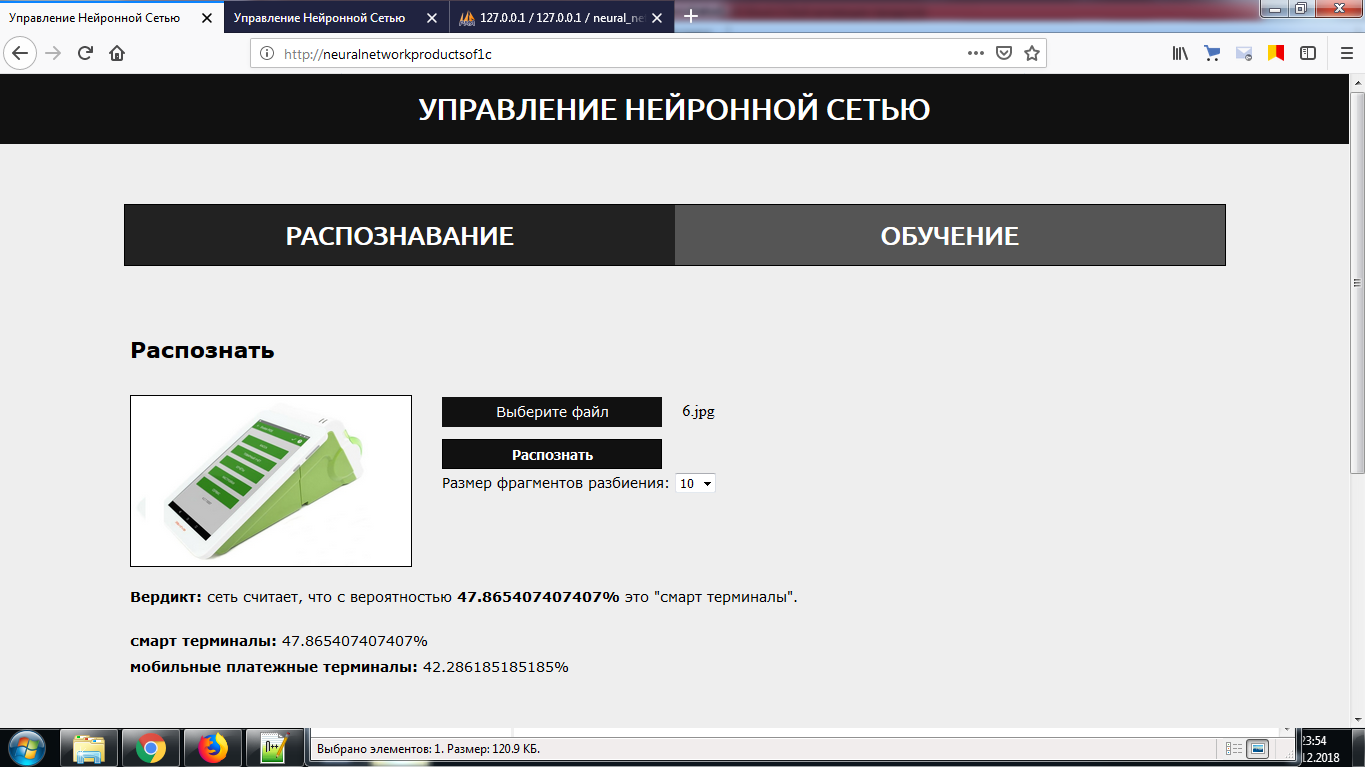 Управление Нейронной Сетью
Управление Нейронной Сетью
127.0.0.1 / 127.0.0.1 / neural_ne
http://neuralnetworkproductsof1c
УПРАВЛЕНИЕ НЕЙРОННОЙ СЕТЬЮ
РАСПОЗНАВАНИЕ
ОБУЧЕНИЕ
Распознать
Выберите файл
6.jpg
Распознать
Размер фрагментов разбиения: 10
Вердикт: сеть считает, что с вероятностью 47.865407407407% это "смарт терминалы".
смарт терминалы: 47.865407407407%
мобильные платежные терминалы: 42.286185185185%
Выбрано элементов: 1. Размер: 120.9 КБ.
23:54
.12.2018